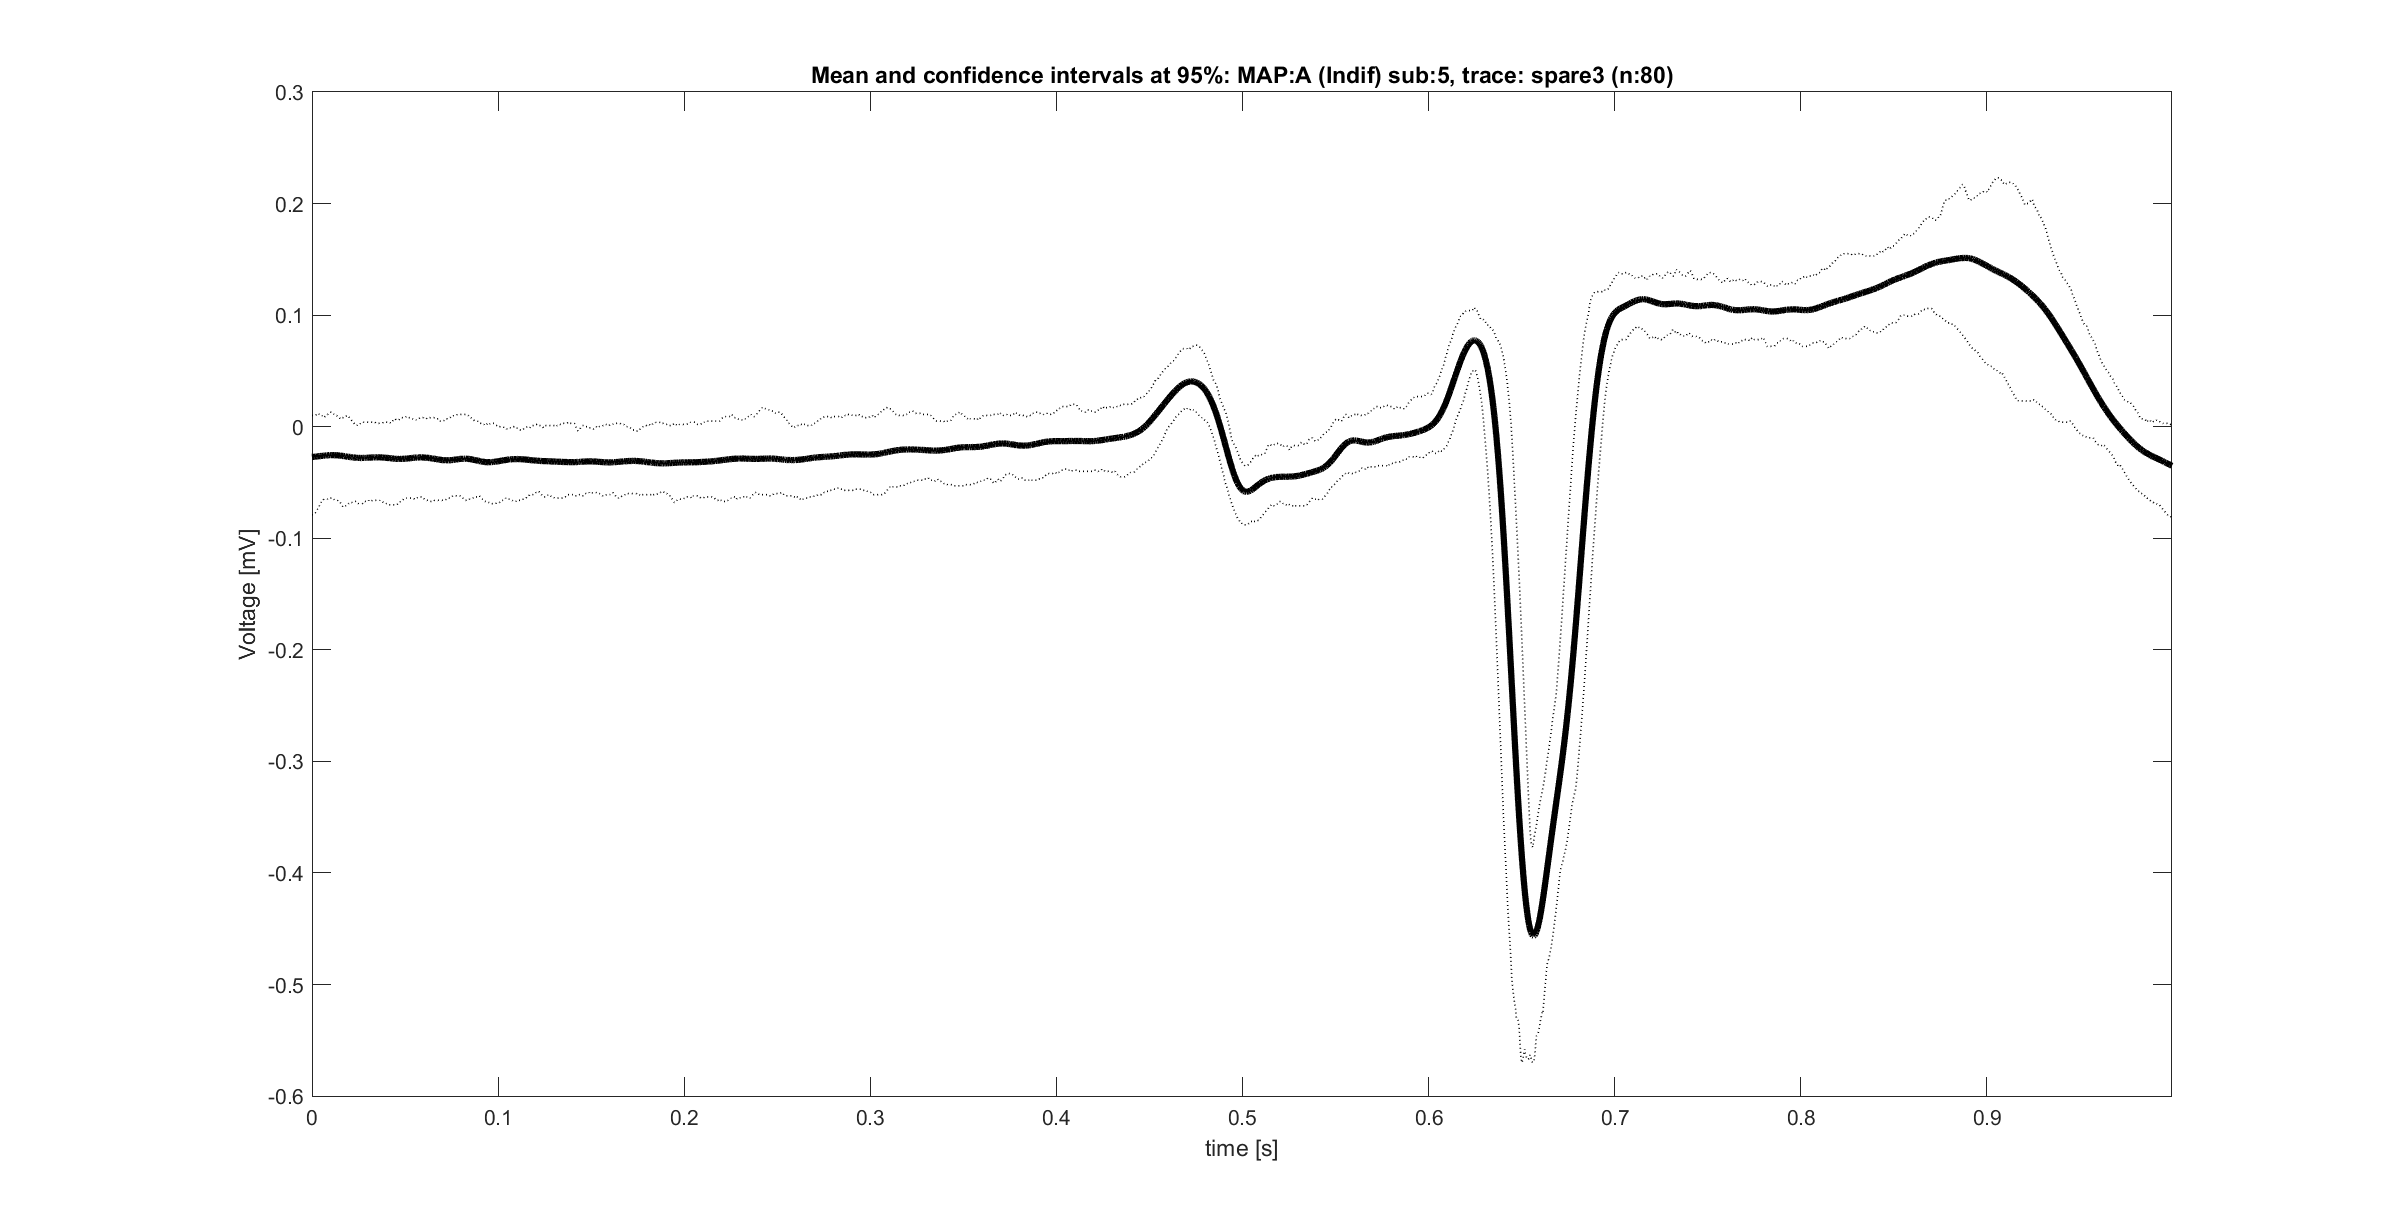 Mean and confidence intervals at 95%: MAP:A (Indif) sub:5, trace: spare3 (n:80)
0.3
0.2
0.1
0
-0.1
-0.2
-0.3
-0.4
-0.5
-0.6
Voltage [mV]
0 0.1 0.2 0.3 0.4 0.5 0.6 0.7 0.8 0.9
time [s]